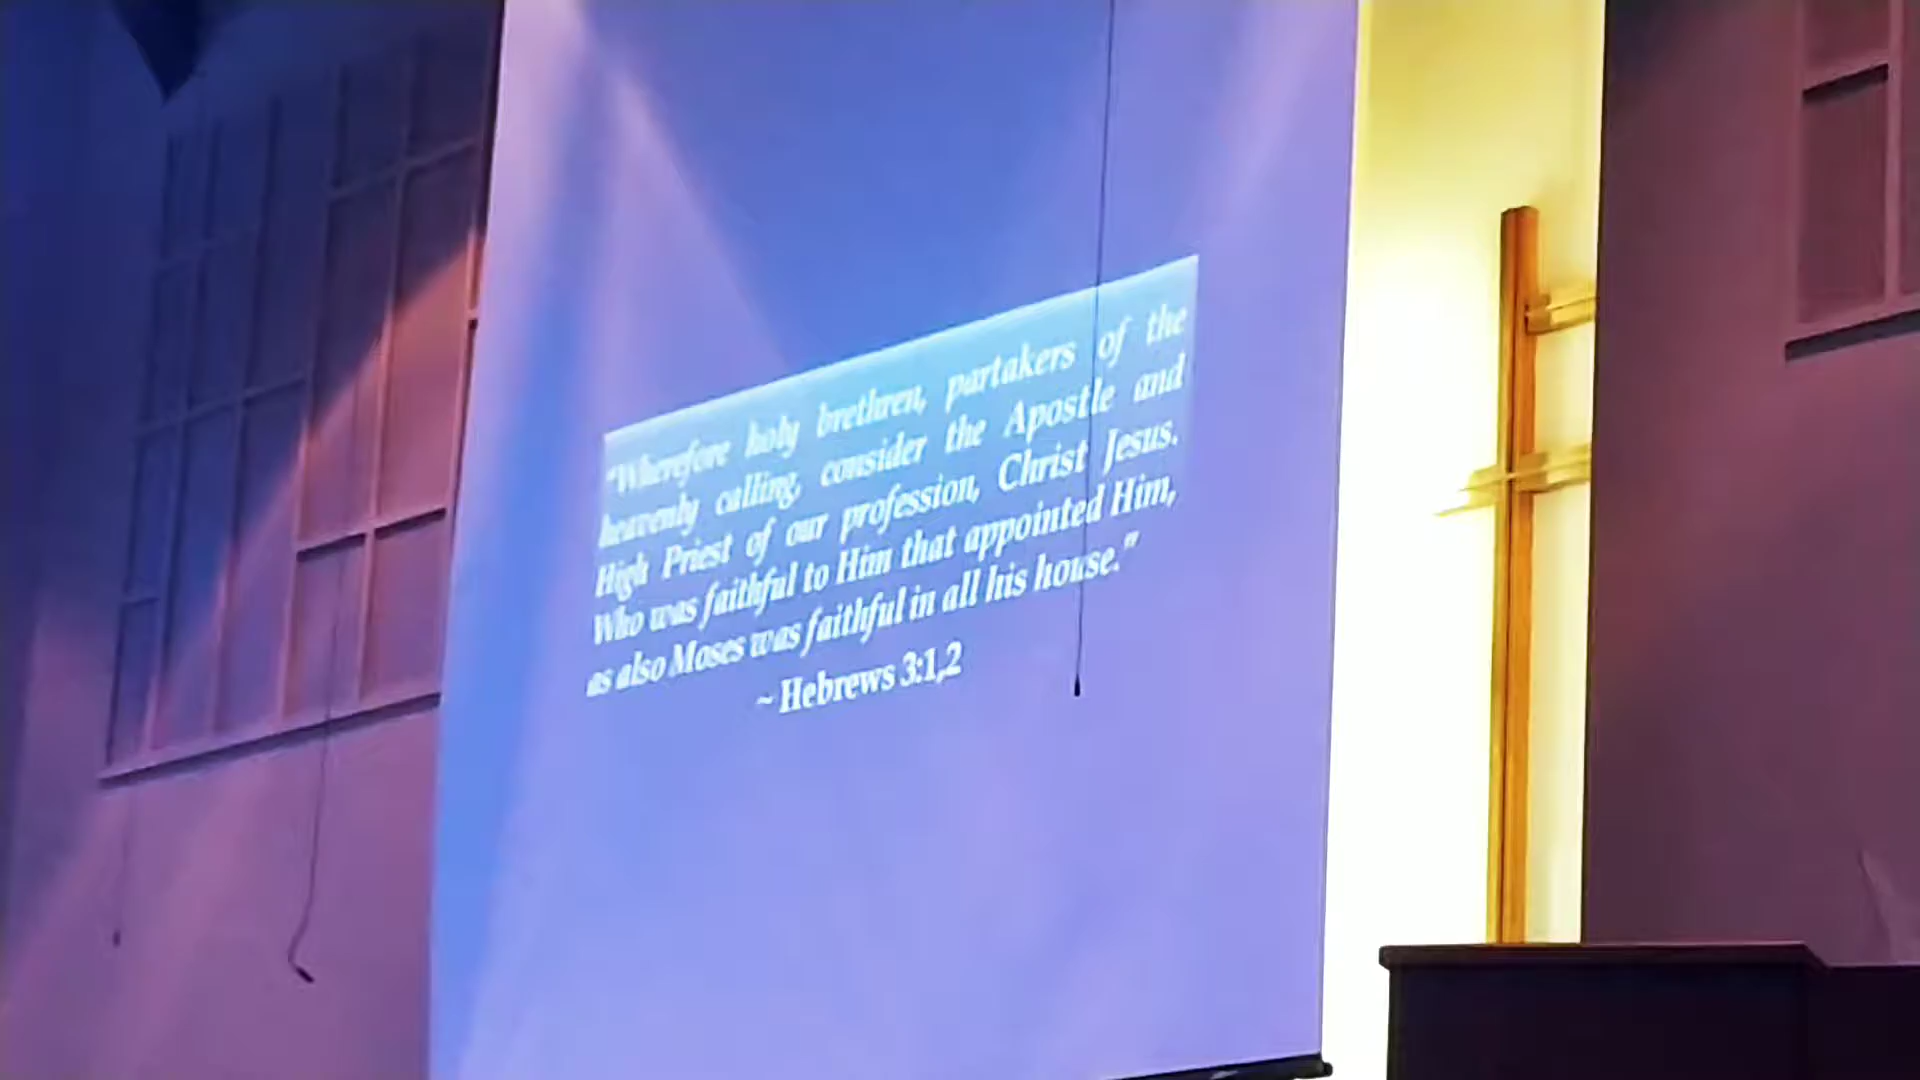 "Wherefore holy brethren, partakers of the
heavenly calling, consider the Apostle and
High Priest of our profession, Christ Jesus.
Who was faithful to Him that appointed Him,
as also Moses was faithful in all his house."
~ Hebrews 3:1,2